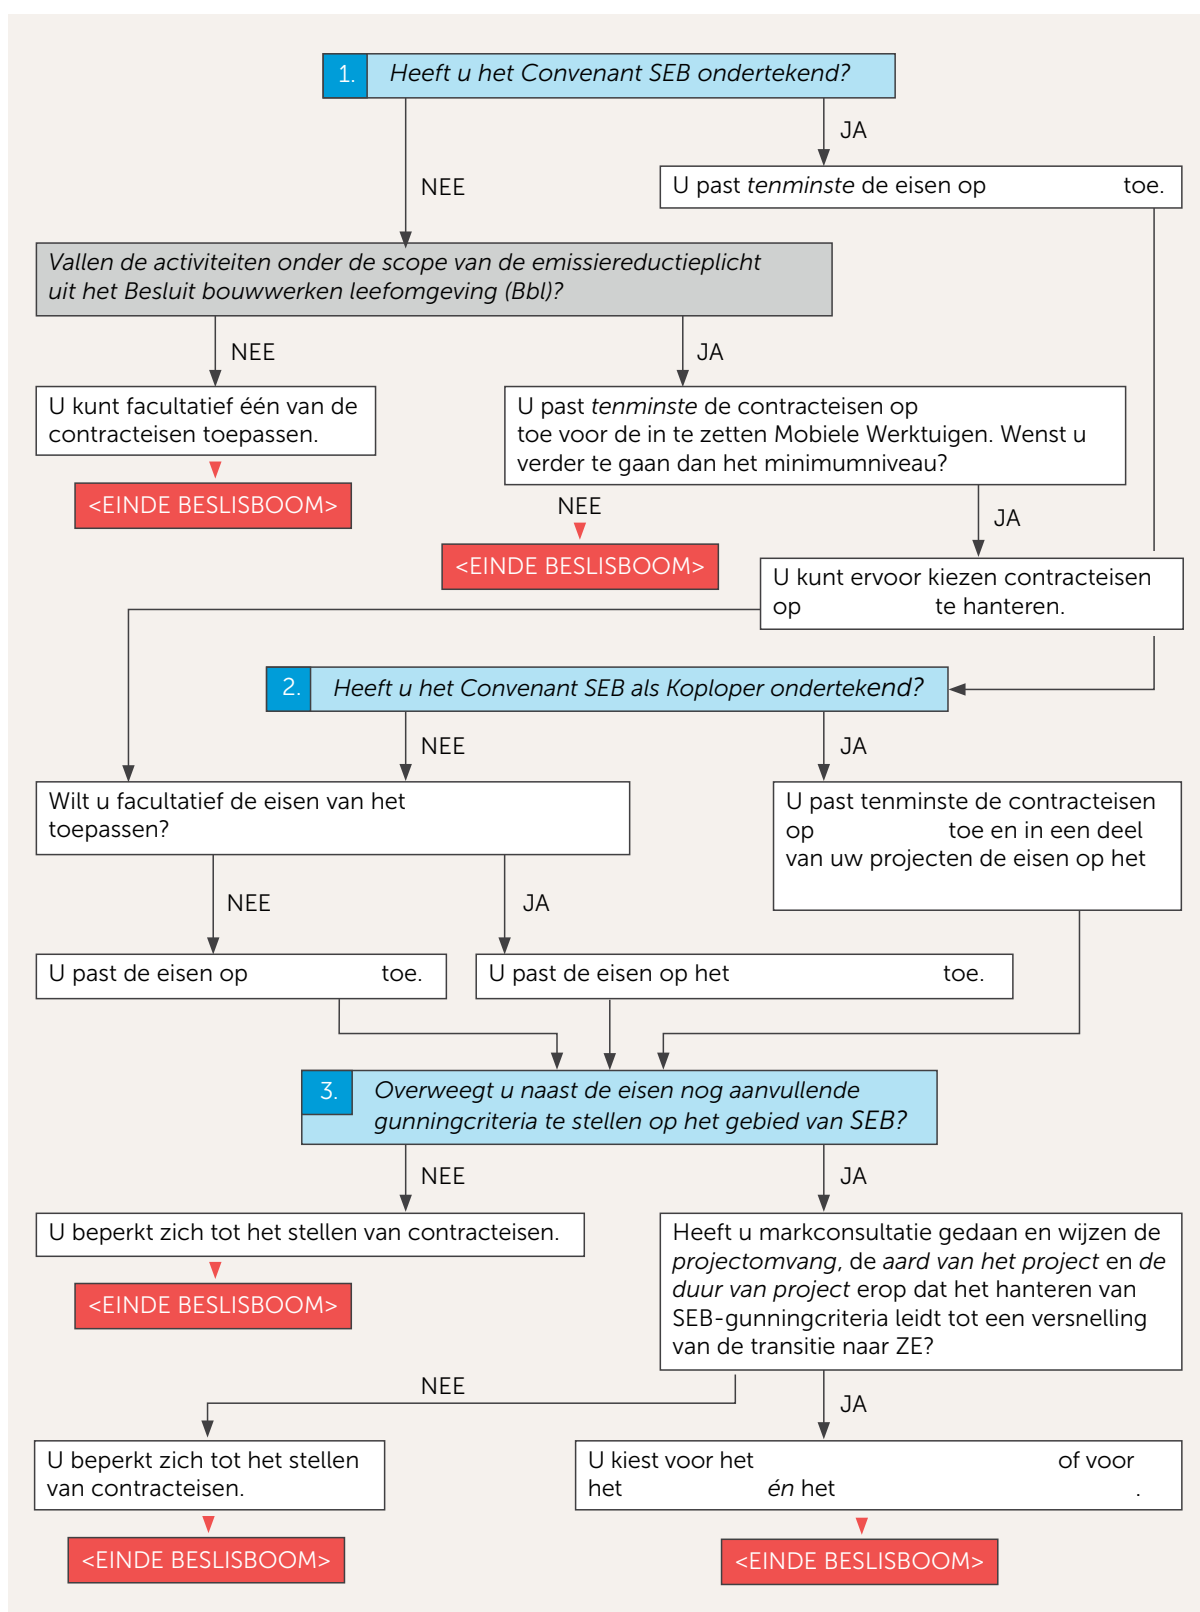 1. Heeft u het Convenant SEB ondertekend?
JA
NEE
U past tenminste de eisen op toe.
Vallen de activiteiten onder de scope van de emissiereductieplicht
uit het Besluit bouwwerken leefomgeving (Bbl)?
NEE
JA
U kunt facultatief één van de
contracteisen toepassen.
<EINDE BESLISBOOM>
U past tenminste de contracteisen op
toe voor de in te zetten Mobiele Werktuigen. Wenst u
verder te gaan dan het minimumniveau?
NEE
<EINDE BESLISBOOM>
JA
U kunt ervoor kiezen contracteisen
op te hanteren.
2. Heeft u het Convenant SEB als Koploper ondertekend?
NEE
JA
Wilt u facultatief de eisen van het
toepassen?
U past tenminste de contracteisen
op toe en in een deel
van uw projecten de eisen op het
NEE
JA
U past de eisen op toe.
U past de eisen op het toe.
3. Overweegt u naast de eisen nog aanvullende
gunningcriteria te stellen op het gebied van SEB?
NEE
JA
U beperkt zich tot het stellen van contracteisen.
<EINDE BESLISBOOM>
Heeft u markconsultatie gedaan en wijzen de
projectomvang, de aard van het project en de
duur van project erop dat het hanteren van
SEB-gunningcriteria leidt tot een versnelling
van de transitie naar ZE?
NEE
JA
U beperkt zich tot het stellen
van contracteisen.
<EINDE BESLISBOOM>
U kiest voor het of voor
het én het .
<EINDE BESLISBOOM>